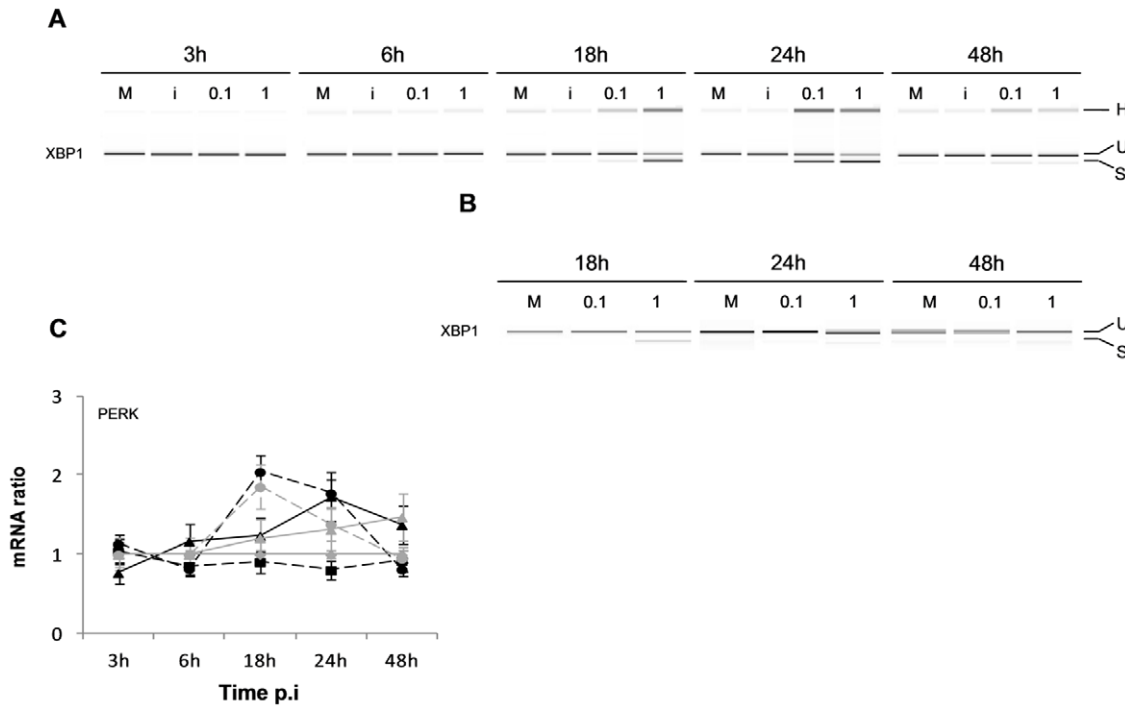 A
3h 6h 18h 24h 48h
M i 0.1 1 M i 0.1 1 M i 0.1 1 M i 0.1 1 M i 0.1 1
H
XBP1
U
S
B
18h 24h 48h
M 0.1 1 M 0.1 1 M 0.1 1
XBP1
U
S
C
PERK
mRNA ratio
3
2
1
0
3h 6h 18h 24h 48h
Time p.i